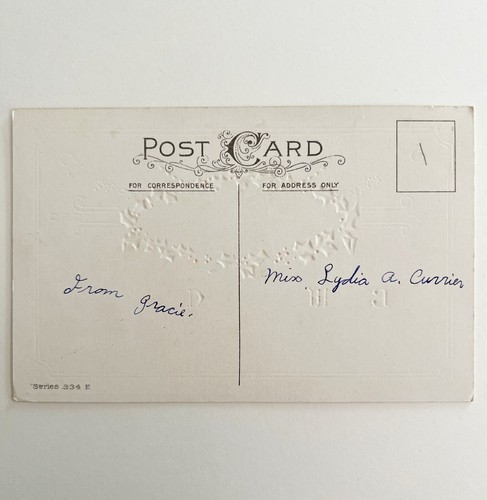 POST CARD
FOR CORRESPONDENCE
FOR ADDRESS ONLY
From Gracie.
Miss. Lydia A. Currier
Series 334 E